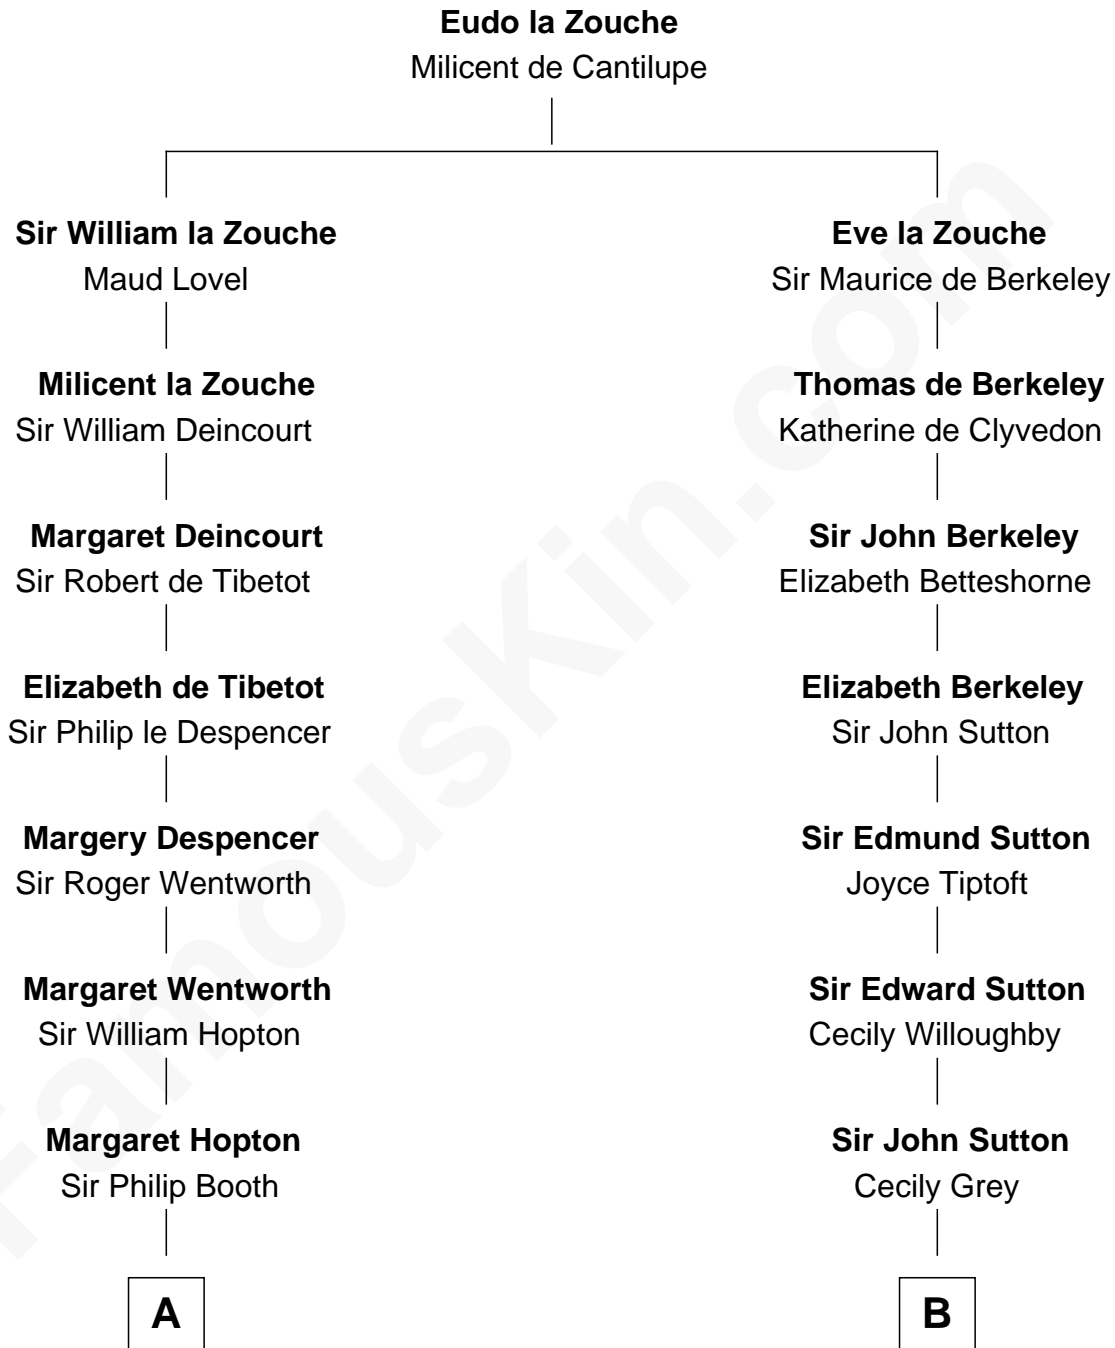 Eudo la Zouche
Milicent de Cantilupe
Sir William la Zouche
Maud Lovel
Eve la Zouche
Sir Maurice de Berkeley
Milicent la Zouche
Sir William Deincourt
Thomas de Berkeley
Katherine de Clyvedon
Margaret Deincourt
Sir Robert de Tibetot
Sir John Berkeley
Elizabeth Betteshorne
Elizabeth de Tibetot
Sir Philip le Despencer
Elizabeth Berkeley
Sir John Sutton
Margery Despencer
Sir Roger Wentworth
Sir Edmund Sutton
Joyce Tiptoft
Margaret Wentworth
Sir William Hopton
Sir Edward Sutton
Cecily Willoughby
Margaret Hopton
Sir Philip Booth
Sir John Sutton
Cecily Grey
A
B
FamousKin.com